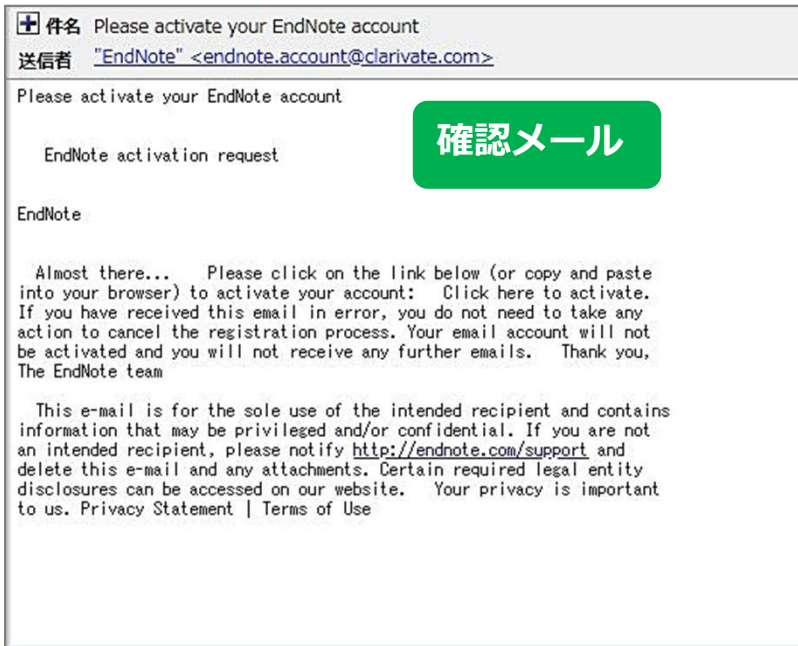 件名 Please activate your EndNote account
送信者 "EndNote" <endnote.account@clarivate.com>
Please activate your EndNote account
確認メール
EndNote activation request
EndNote
Almost there... Please click on the link below (or copy and paste
into your browser) to activate your account: Click here to activate.
If you have received this email in error, you do not need to take any
action to cancel the registration process. Your email account will not
be activated and you will not receive any further emails. Thank you,
The EndNote team
This e-mail is for the sole use of the intended recipient and contains
information that may be privileged and/or confidential. If you are not
an intended recipient, please notify http://endnote.com/support and
delete this e-mail and any attachments. Certain required legal entity
disclosures can be accessed on our website. Your privacy is important
to us. Privacy Statement | Terms of Use